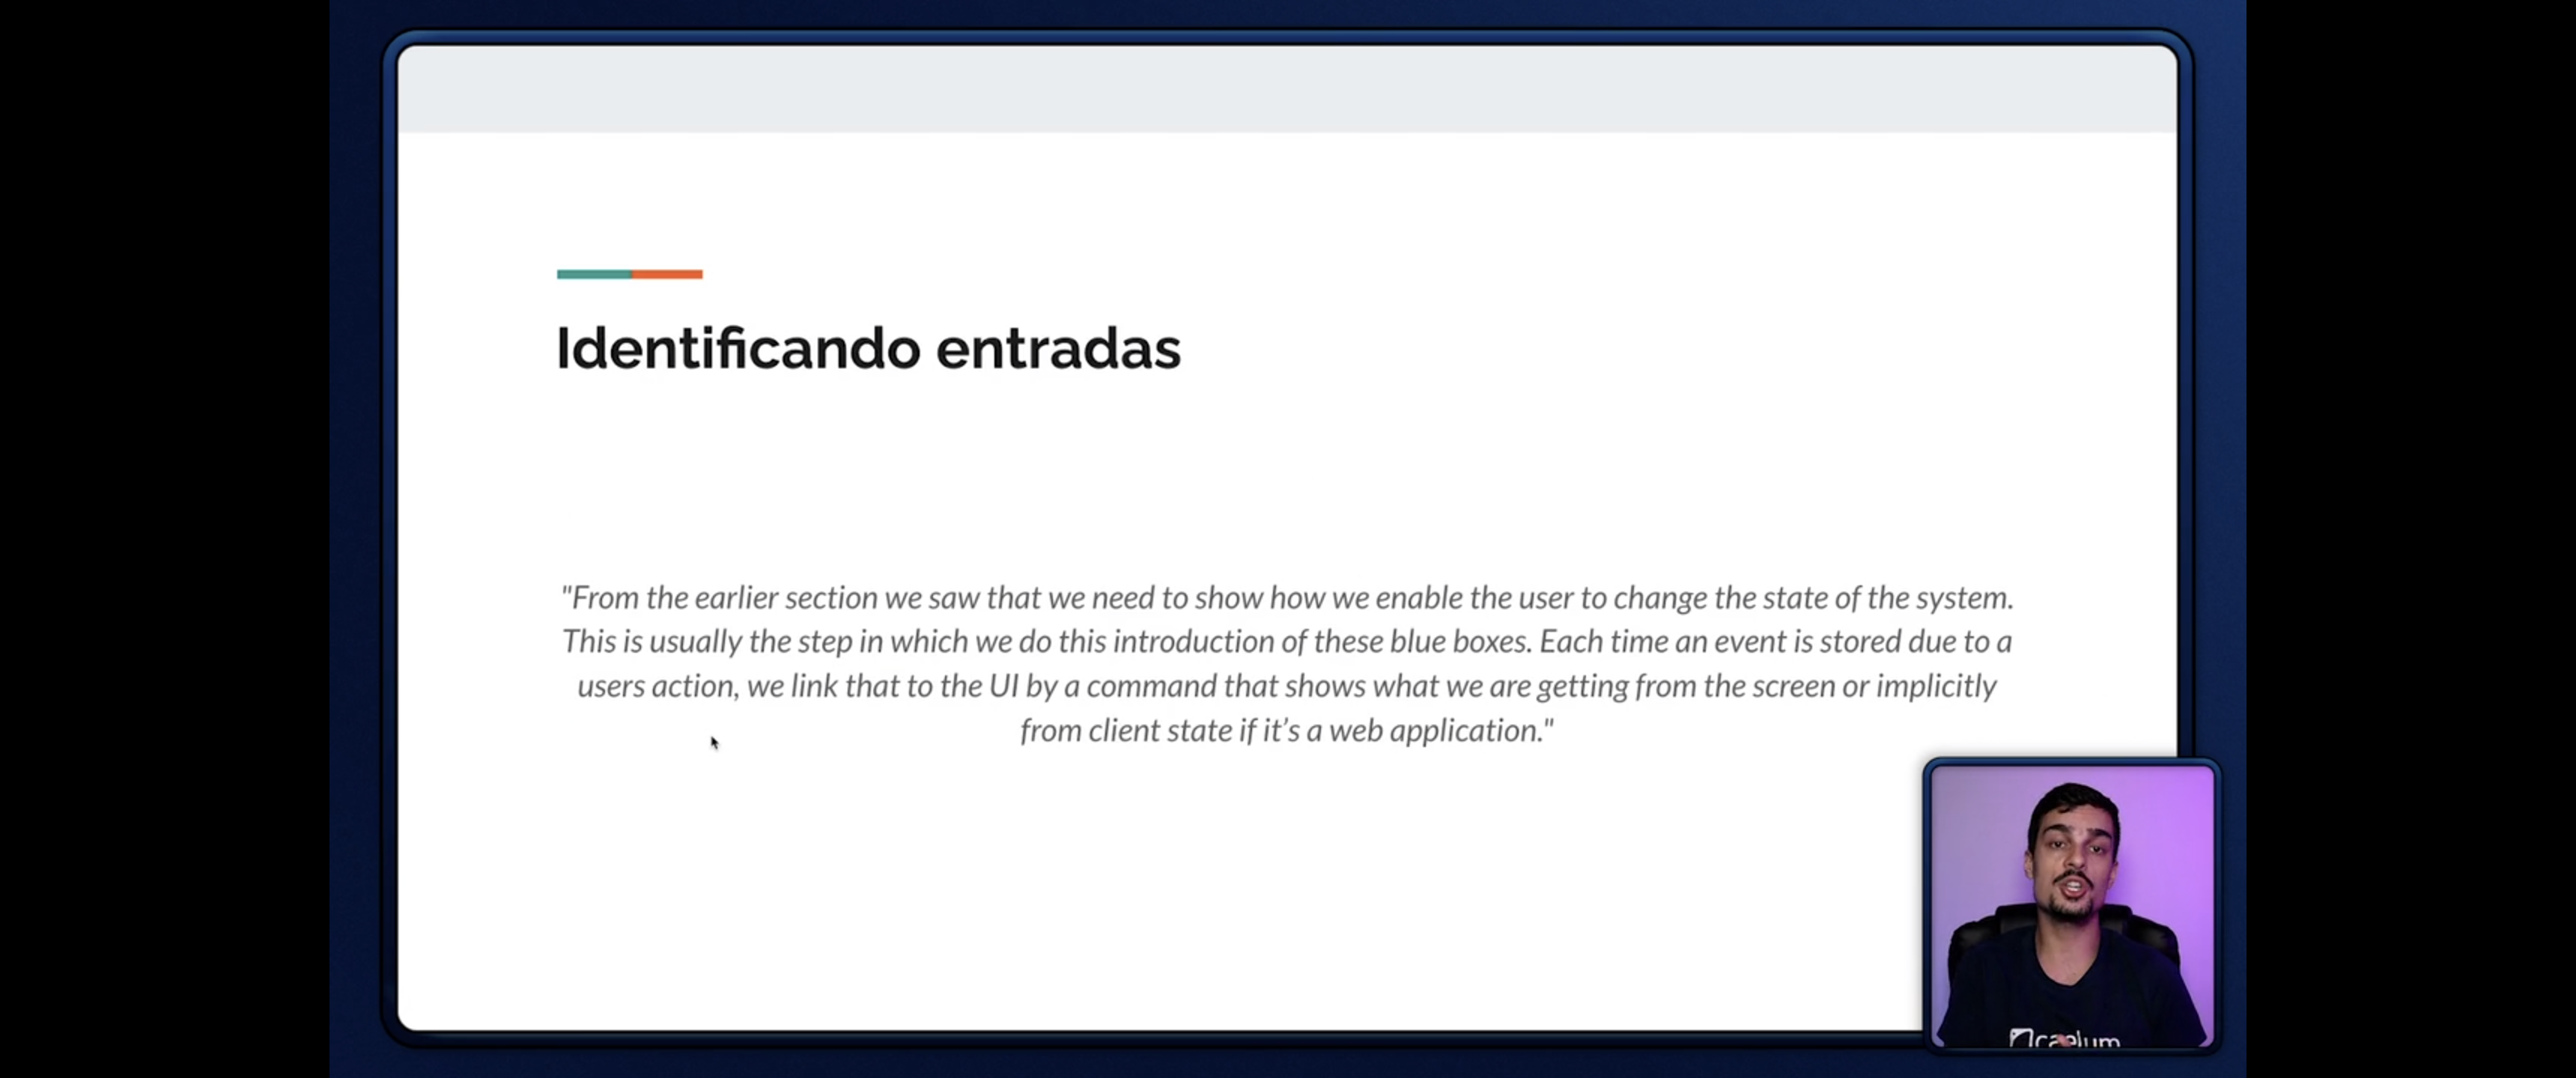 Identificando entradas
"From the earlier section we saw that we need to show how we enable the user to change the state of the system.
This is usually the step in which we do this introduction of these blue boxes. Each time an event is stored due to a
users action, we link that to the UI by a command that shows what we are getting from the screen or implicitly
from client state if it’s a web application."
caelum